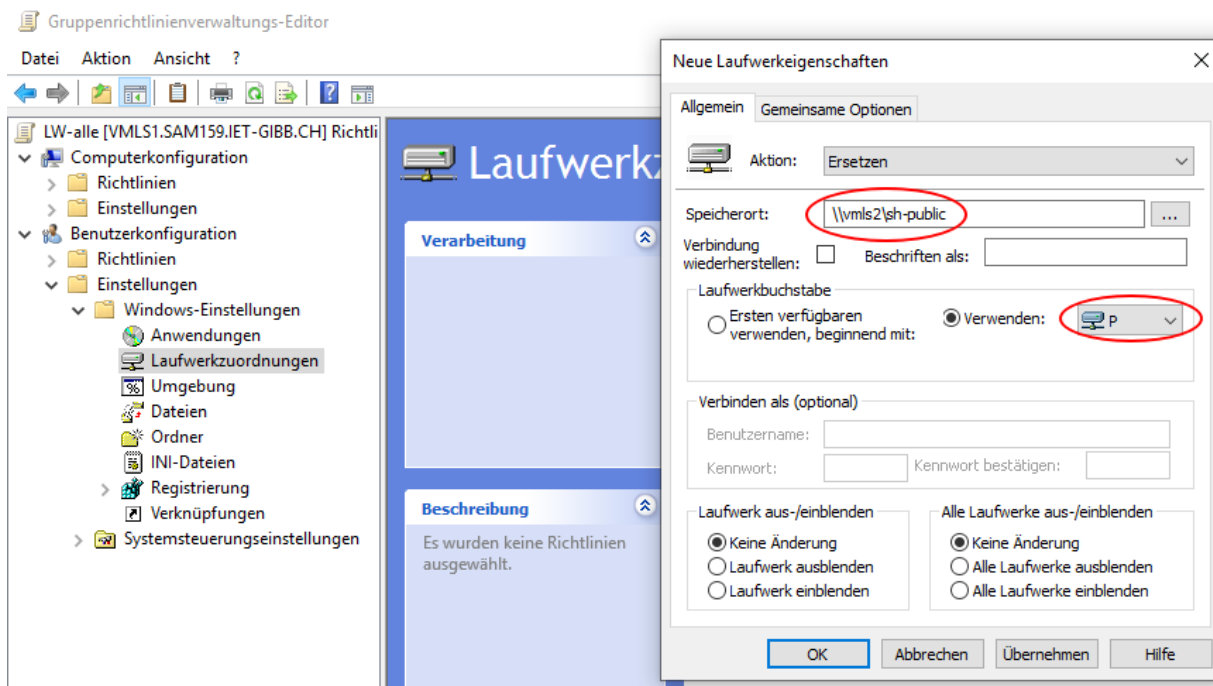 Gruppenrichtlinienverwaltungs-Editor
Datei Aktion Ansicht ?
LW-alle [VMLS1.SAM159.IET-GIBB.CH] Richtli
Computerkonfiguration
Richtlinien
Einstellungen
Benutzerkonfiguration
Richtlinien
Einstellungen
Windows-Einstellungen
Anwendungen
Laufwerkzuordnungen
Umgebung
Dateien
Ordner
INI-Dateien
Registrierung
Verknüpfungen
Systemsteuerungseinstellungen
Laufwerkz
Verarbeitung
Beschreibung
Es wurden keine Richtlinien
ausgewählt.
Neue Laufwerkeigenschaften
Allgemein Gemeinsame Optionen
Aktion: Ersetzen
Speicherort: \\vmls2\sh-public ...
Verbindung
wiederherstellen: Beschriften als:
Laufwerkbuchstabe
Ersten verfügbaren
verwenden, beginnend mit: Verwenden: P
Verbinden als (optional)
Benutzername:
Kennwort: Kennwort bestätigen:
Laufwerk aus-/einblenden
Keine Änderung
Laufwerk ausblenden
Laufwerk einblenden
Alle Laufwerke aus-/einblenden
Keine Änderung
Alle Laufwerke ausblenden
Alle Laufwerke einblenden
OK Abbrechen Übernehmen Hilfe